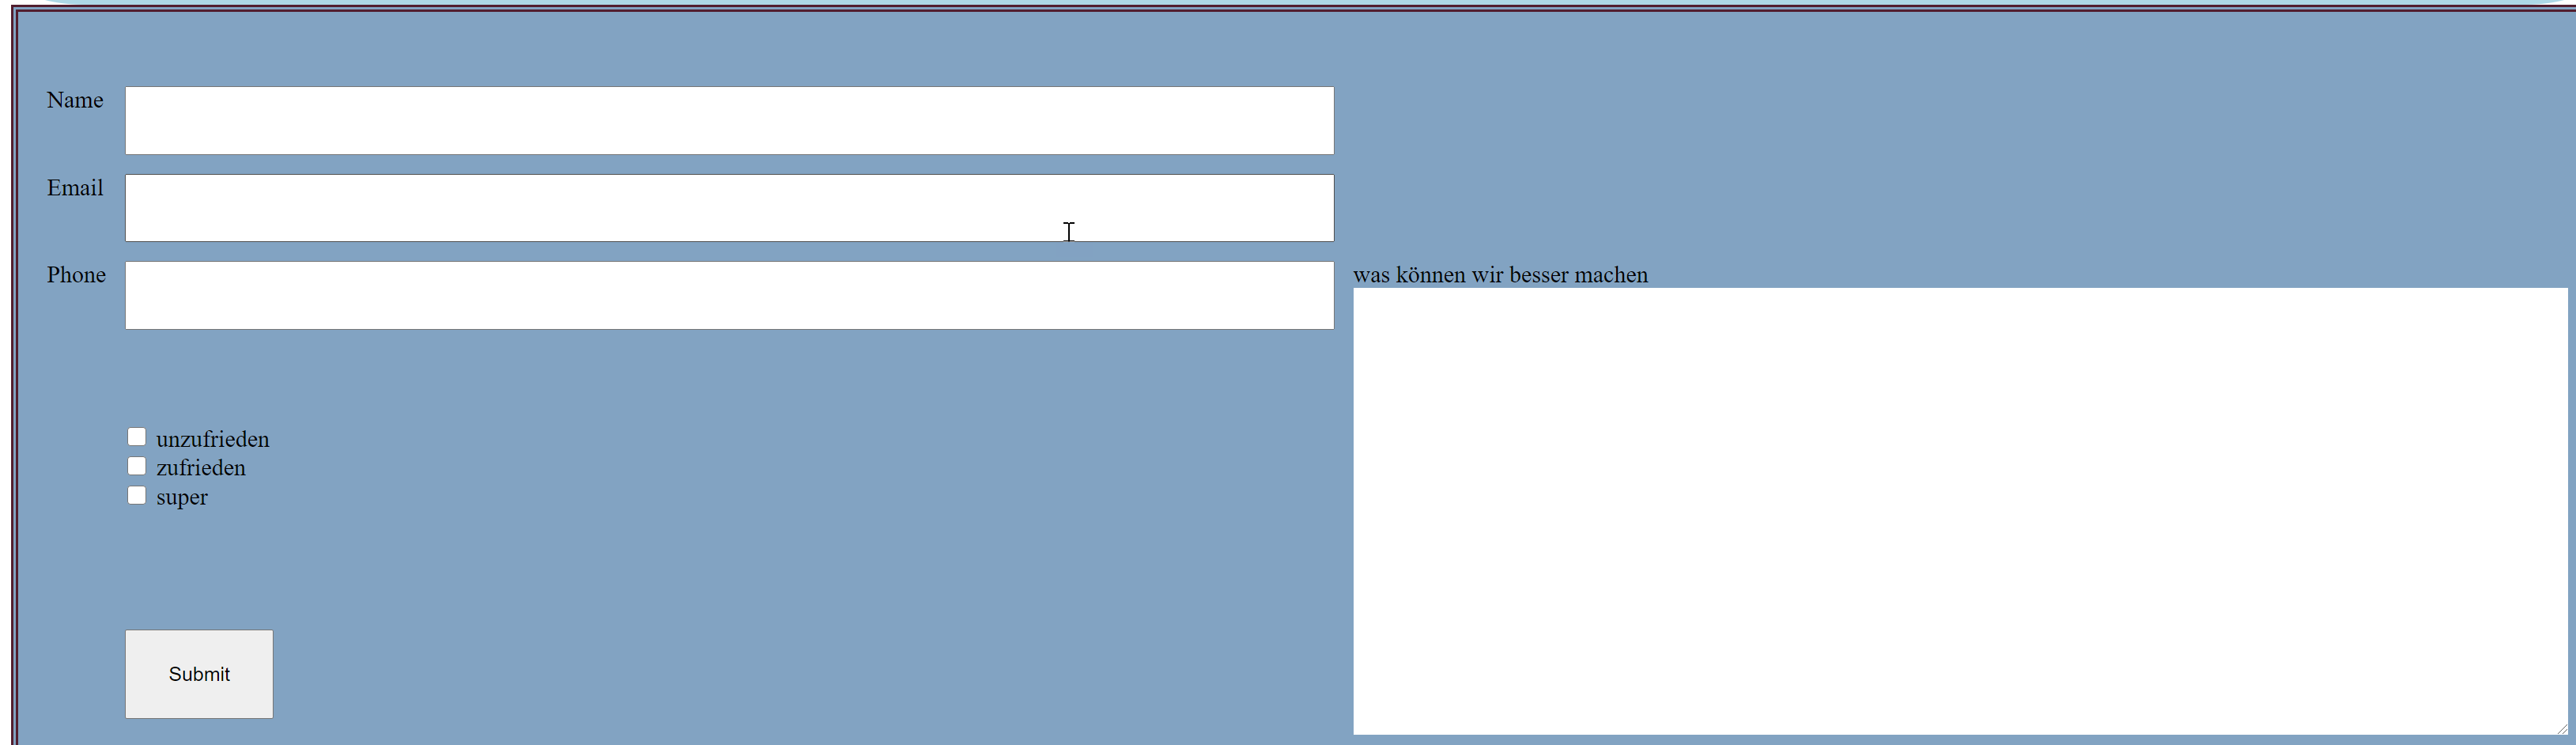 Name
Email
Phone
was können wir besser machen
unzufrieden
zufrieden
super
Submit